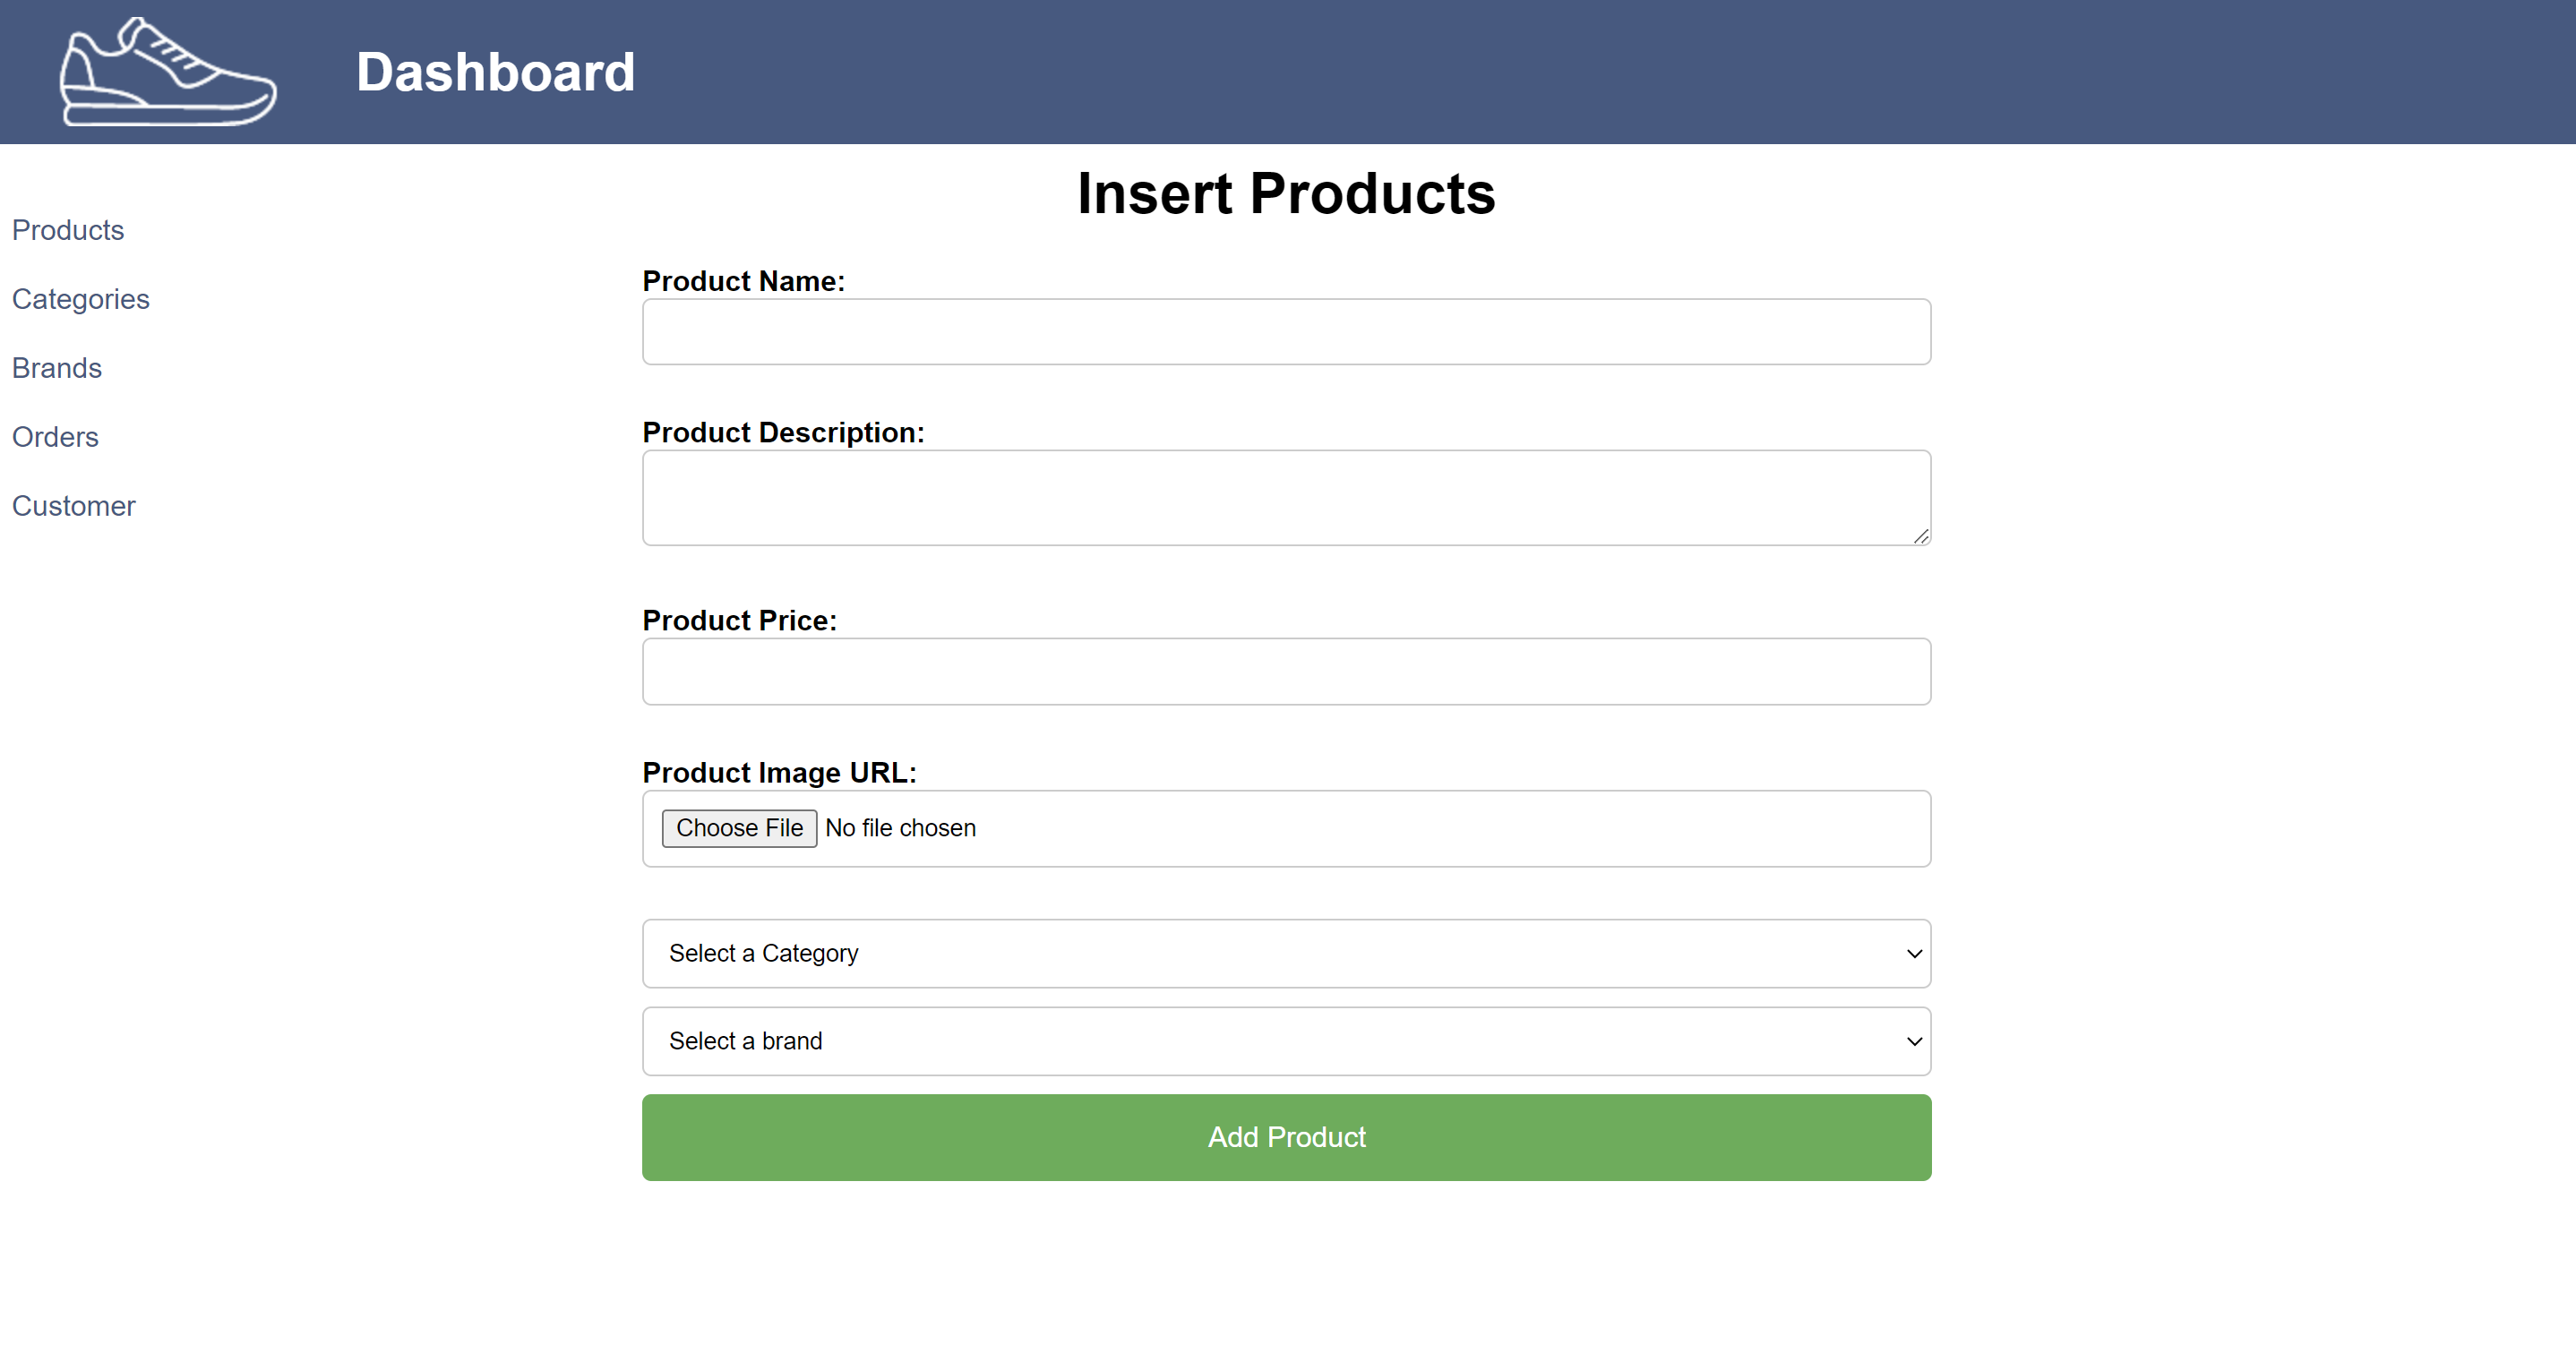 Dashboard
Insert Products
Products
Categories
Brands
Orders
Customer
Product Name:
Product Description:
Product Price:
Product Image URL:
Choose File No file chosen
Select a Category
Select a brand
Add Product